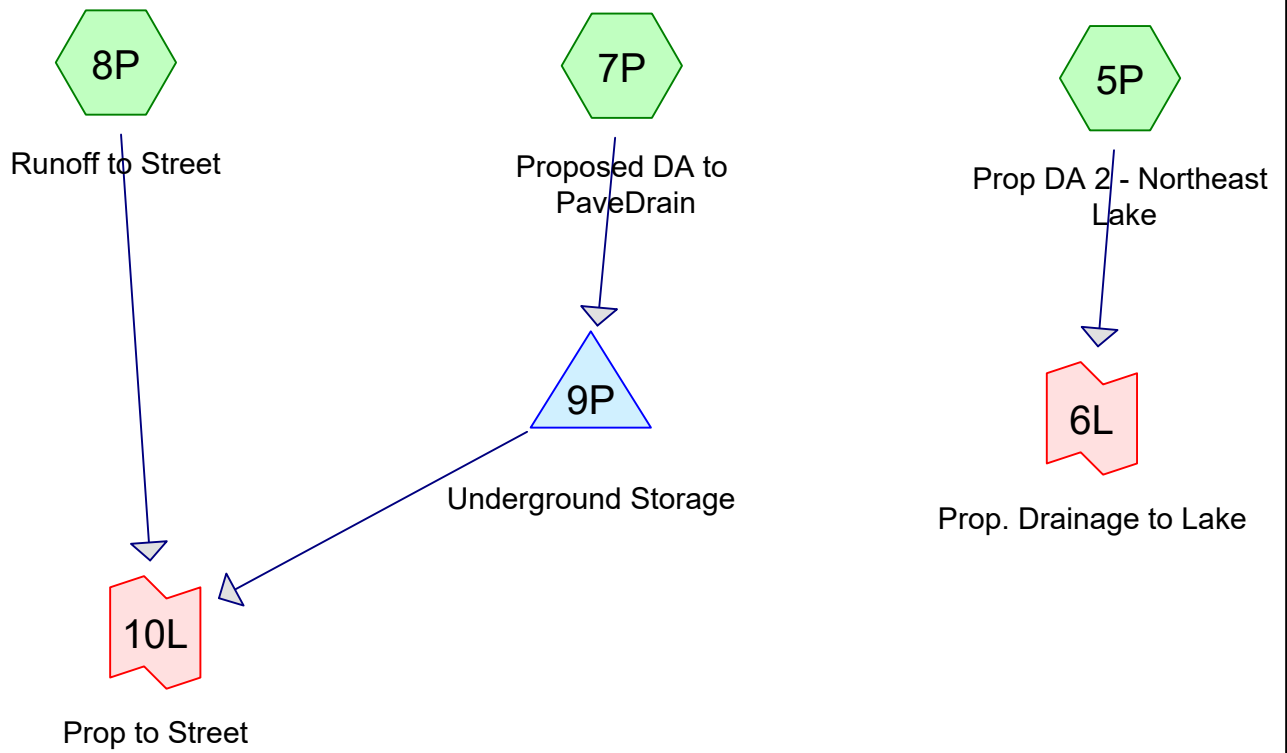 8P
Runoff to Street
7P
Proposed DA to
PaveDrain
5P
Prop DA 2 - Northeast
Lake
9P
Underground Storage
6L
Prop. Drainage to Lake
10L
Prop to Street